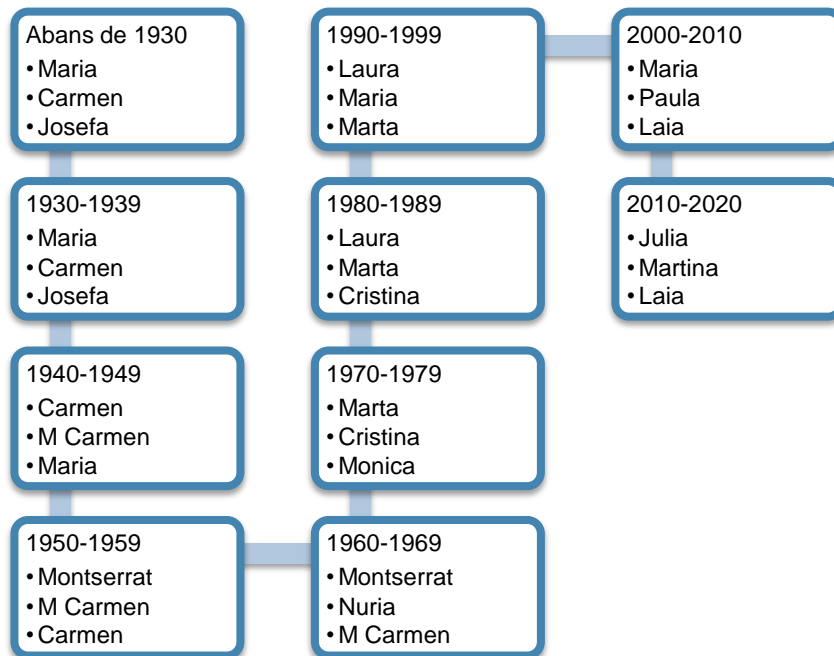 Abans de 1930
• Maria
• Carmen
• Josefa
1930-1939
• Maria
• Carmen
• Josefa
1940-1949
• Carmen
• M Carmen
• Maria
1950-1959
• Montserrat
• M Carmen
• Carmen
1960-1969
• Montserrat
• Nuria
• M Carmen
1970-1979
• Marta
• Cristina
• Monica
1980-1989
• Laura
• Marta
• Cristina
1990-1999
• Laura
• Maria
• Marta
2000-2010
• Maria
• Paula
• Laia
2010-2020
• Julia
• Martina
• Laia